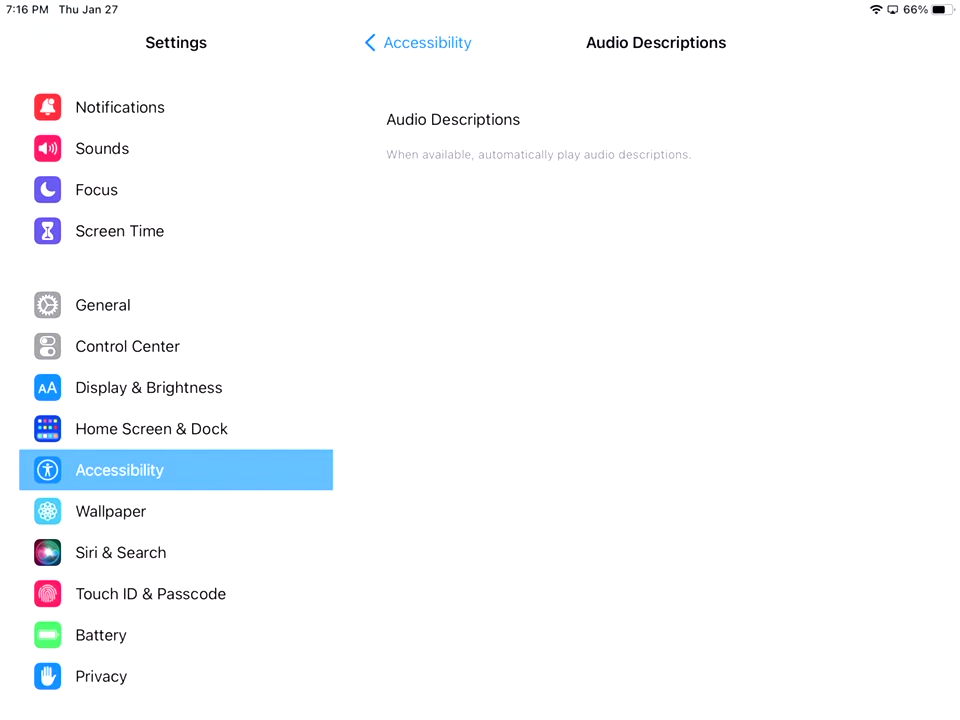 7:16 PM Thu Jan 27
66%
Settings
Notifications
Sounds
Focus
Screen Time
General
Control Center
AA Display & Brightness
Home Screen & Dock
Accessibility
Wallpaper
Siri & Search
Touch ID & Passcode
Battery
Privacy
Accessibility
Audio Descriptions
Audio Descriptions
When available, automatically play audio descriptions.